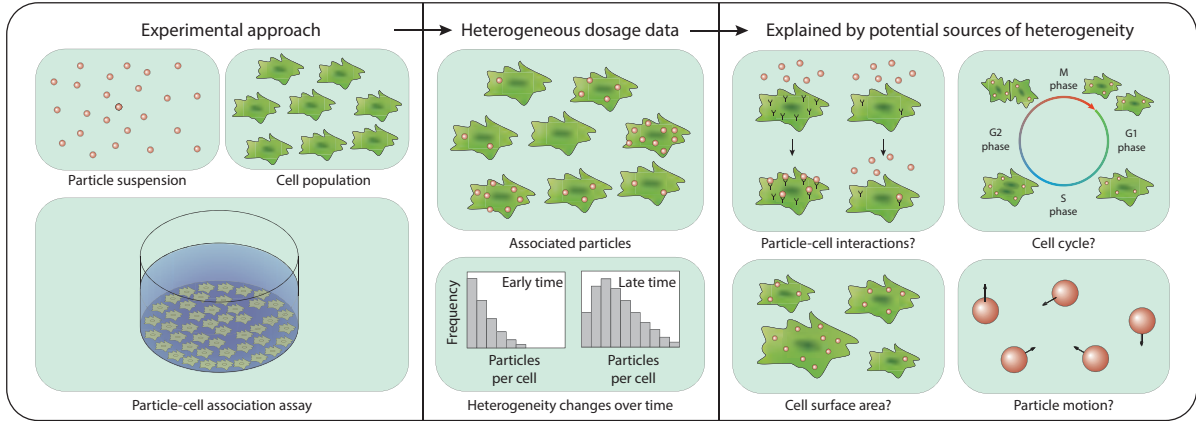 Experimental approach
Particle suspension
Cell population
Particle-cell association assay
Heterogeneous dosage data
Associated particles
Frequency
Early time
Particles
per cell
Late time
Particles
per cell
Heterogeneity changes over time
Explained by potential sources of heterogeneity
Particle-cell interactions?
M
phase
G2
phase
G1
phase
S
phase
Cell cycle?
Cell surface area?
Particle motion?